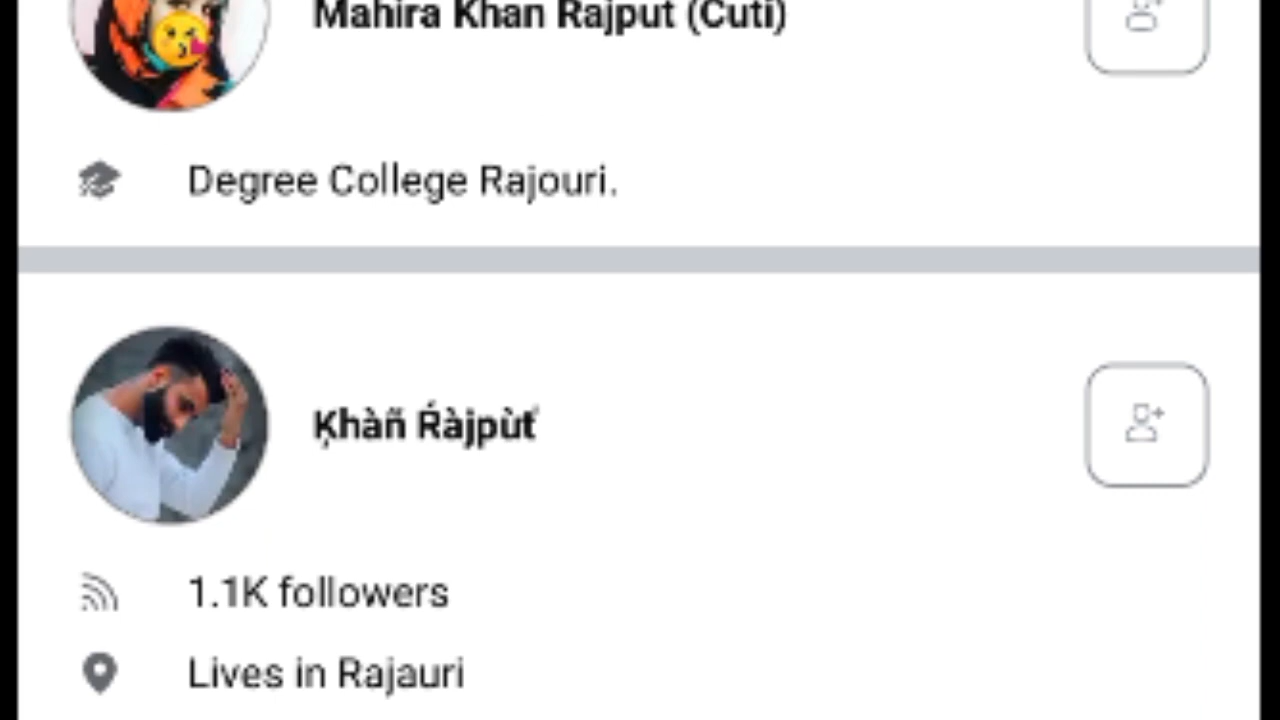 Mahira Khan Rajput (Cuti)
Degree College Rajouri.
Ķhàñ Ŕàjpùť
1.1K followers
Lives in Rajauri